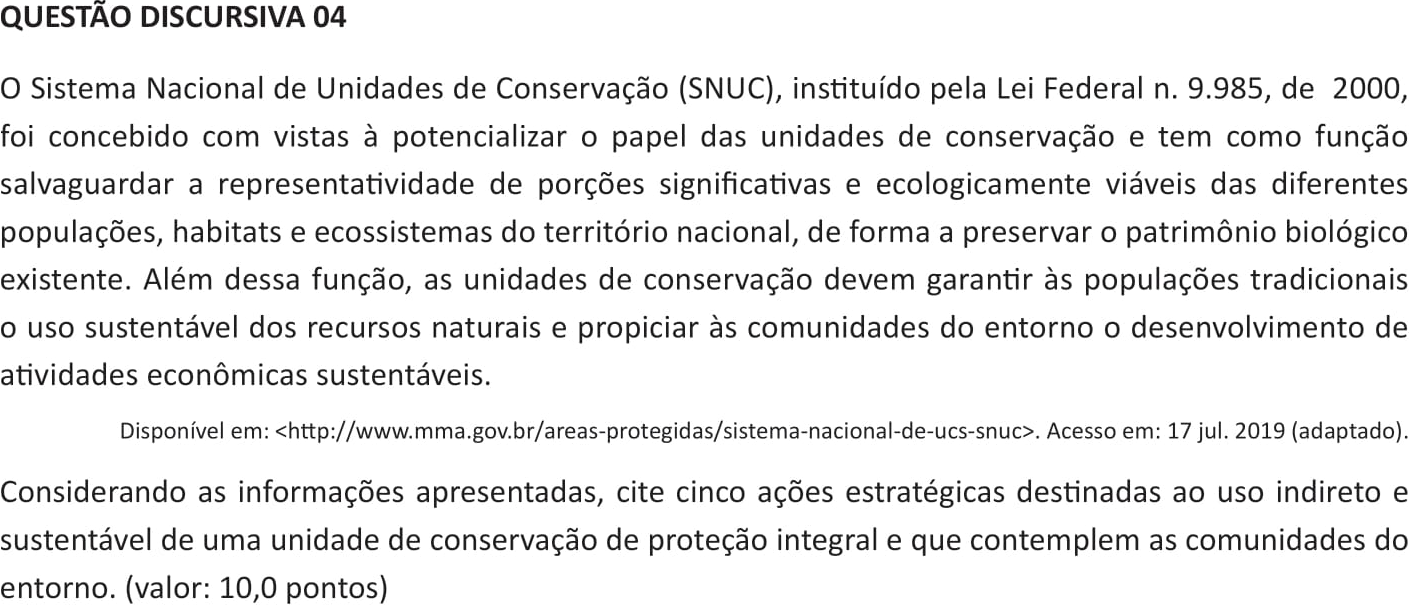 QUESTÃO DISCURSIVA 04
O Sistema Nacional de Unidades de Conservação (SNUC), instituído pela Lei Federal n. 9.985, de 2000,
foi concebido com vistas à potencializar o papel das unidades de conservação e tem como função
salvaguardar a representatividade de porções significativas e ecologicamente viáveis das diferentes
populações, habitats e ecossistemas do território nacional, de forma a preservar o patrimônio biológico
existente. Além dessa função, as unidades de conservação devem garantir às populações tradicionais
o uso sustentável dos recursos naturais e propiciar às comunidades do entorno o desenvolvimento de
atividades econômicas sustentáveis.
Disponível em: <http://www.mma.gov.br/areas-protegidas/sistema-nacional-de-ucs-snuc>. Acesso em: 17 jul. 2019 (adaptado).
Considerando as informações apresentadas, cite cinco ações estratégicas destinadas ao uso indireto e
sustentável de uma unidade de conservação de proteção integral e que contemplem as comunidades do
entorno. (valor: 10,0 pontos)